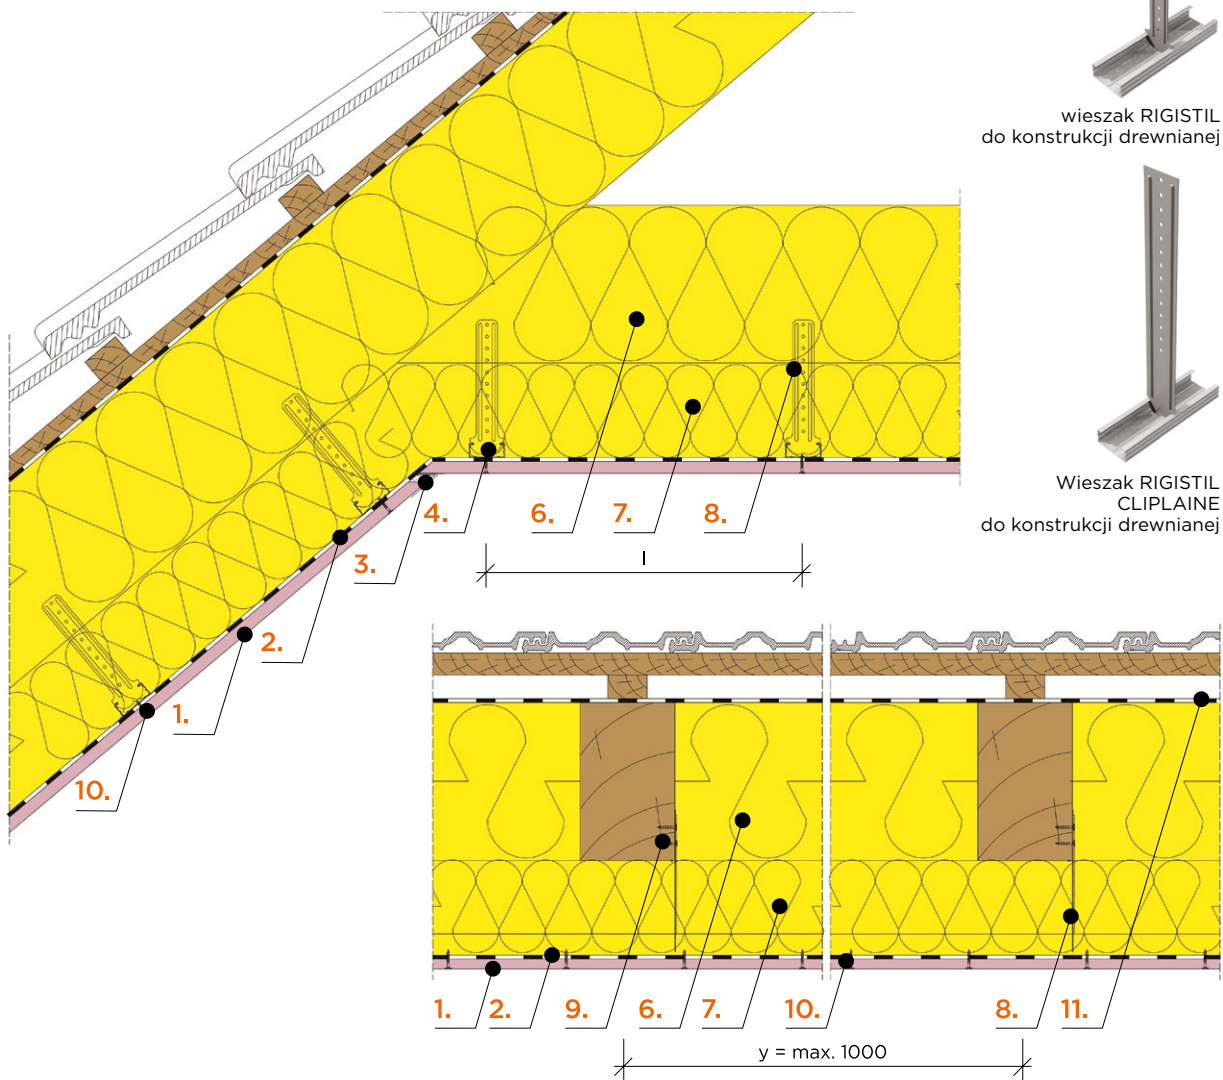 wieszak RIGISTIL
do konstrukcji drewnianej
Wieszak RIGISTIL
CLIPLAINE
do konstrukcji drewnianej
4.
6.
7.
8.
3.
l
2.
1.
10.
1.
2.
9.
6.
7.
10.
8.
11.
y = max. 1000